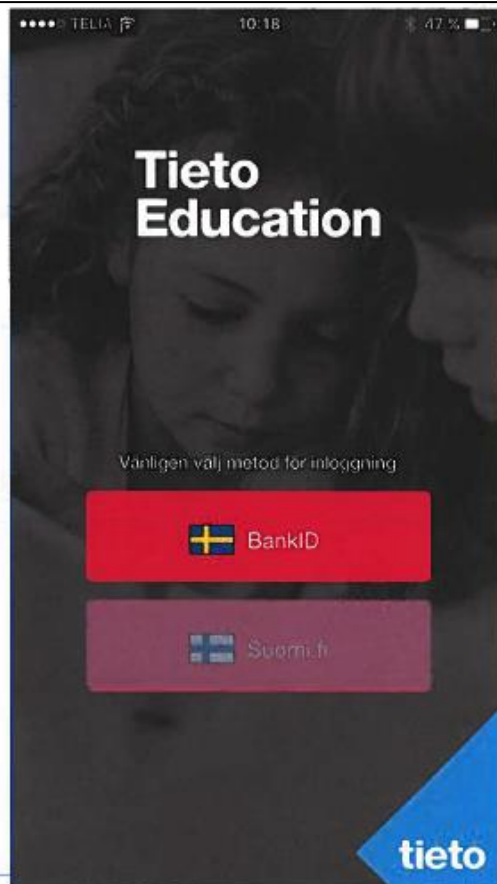 TELIA 10:18 47 %
Tieto
Education
Vänligen välj metod för inloggning
BankID
Suomi.fi
tieto